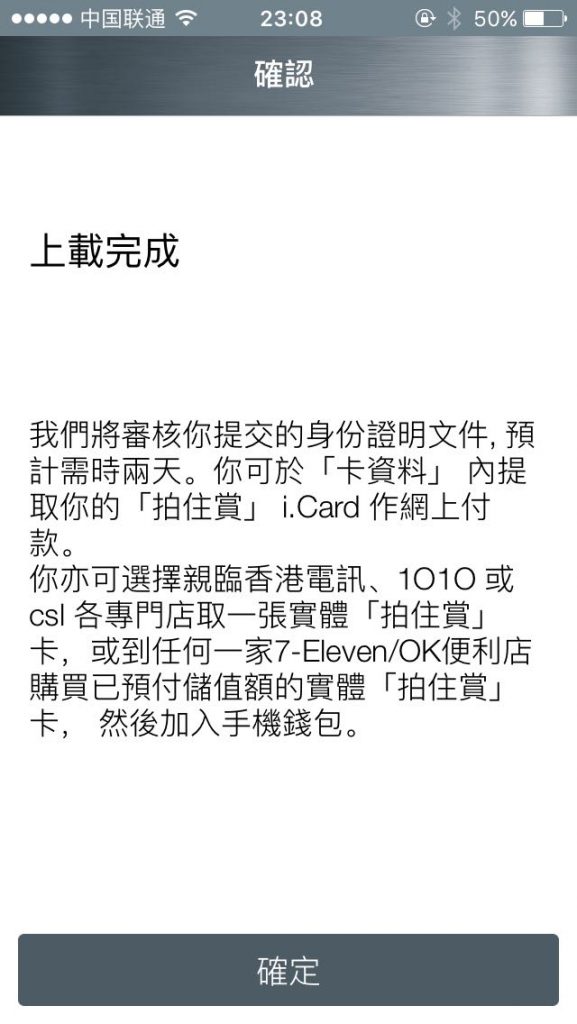 中国联通 23:08 50%
確認
上載完成
我們將審核你提交的身份證明文件, 預
計需時兩天。你可於「卡資料」 內提
取你的「拍住賞」 i.Card 作網上付
款。
你亦可選擇親臨香港電訊、1O1O 或
csl 各專門店取一張實體「拍住賞」
卡，或到任何一家7-Eleven/OK便利店
購買已預付儲值額的實體「拍住賞」
卡， 然後加入手機錢包。
確定